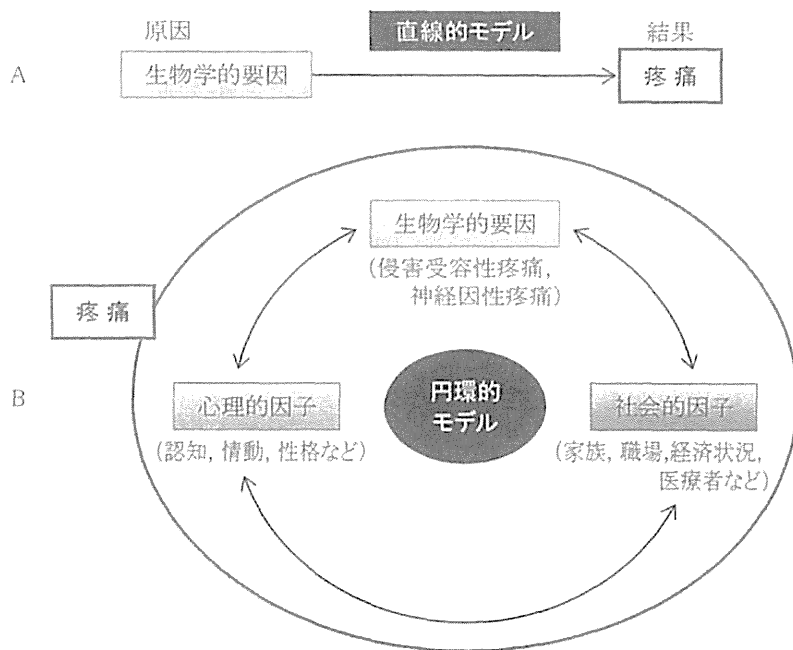 原因
直線的モデル
結果
A
生物学的要因
疼痛
生物学的要因
(侵害受容性疼痛,
神経因性疼痛)
疼痛
B
心理的因子
円環的
モデル
社会的因子
(認知, 情動, 性格など)
(家族, 職場,経済状況,
医療者など)